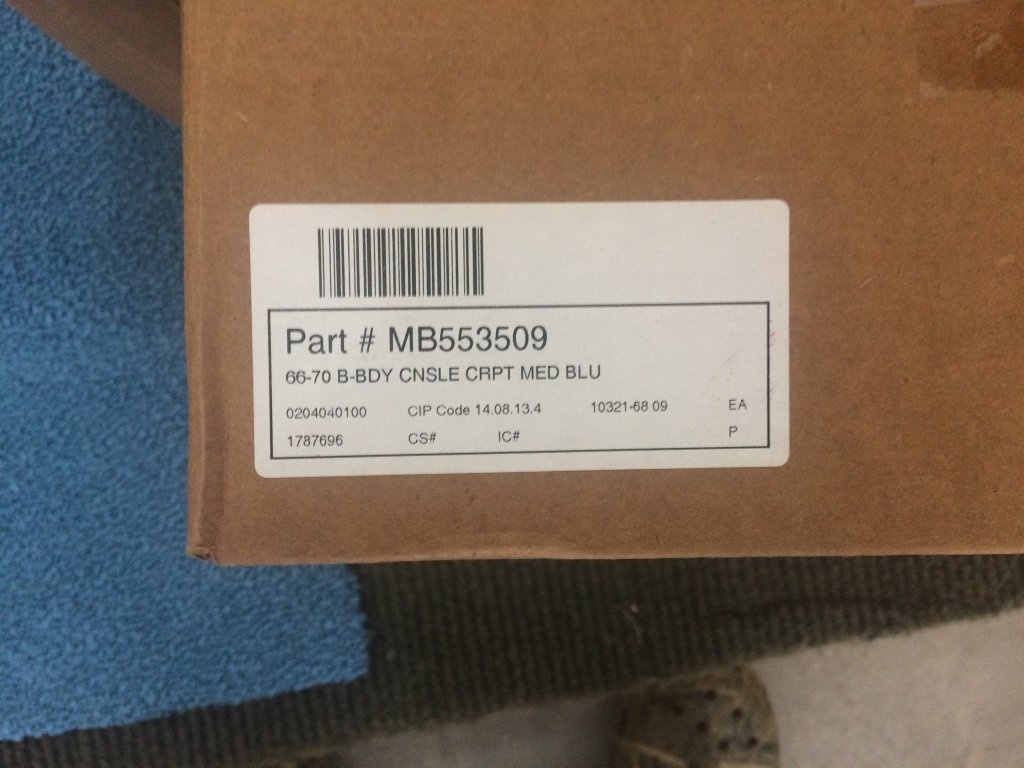 Part # MB553509
66-70 B-BDY CNSLE CRPT MED BLU
0204040100 CIP Code 14.08.13.4 10321-68 09 EA
1787696 CS# IC# P